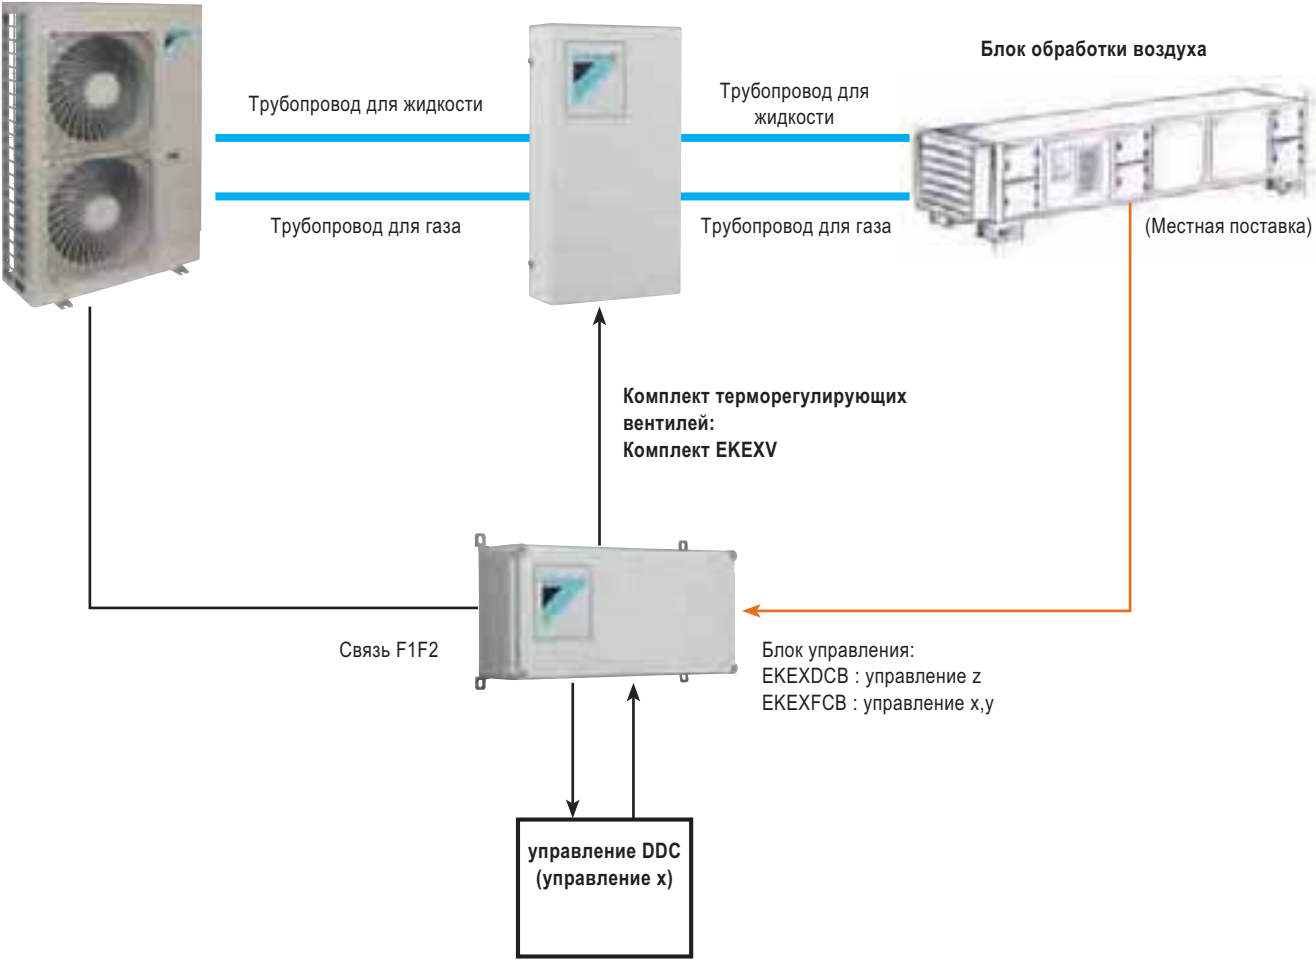 Блок обработки воздуха
Трубопровод для жидкости
Трубопровод для
жидкости
Трубопровод для газа
Трубопровод для газа
(Местная поставка)
Комплект терморегулирующих
вентилей:
Комплект EKEXV
Связь F1F2
Блок управления:
EKEXDCB : управление z
EKEXFCB : управление x,y
управление DDC
(управление x)